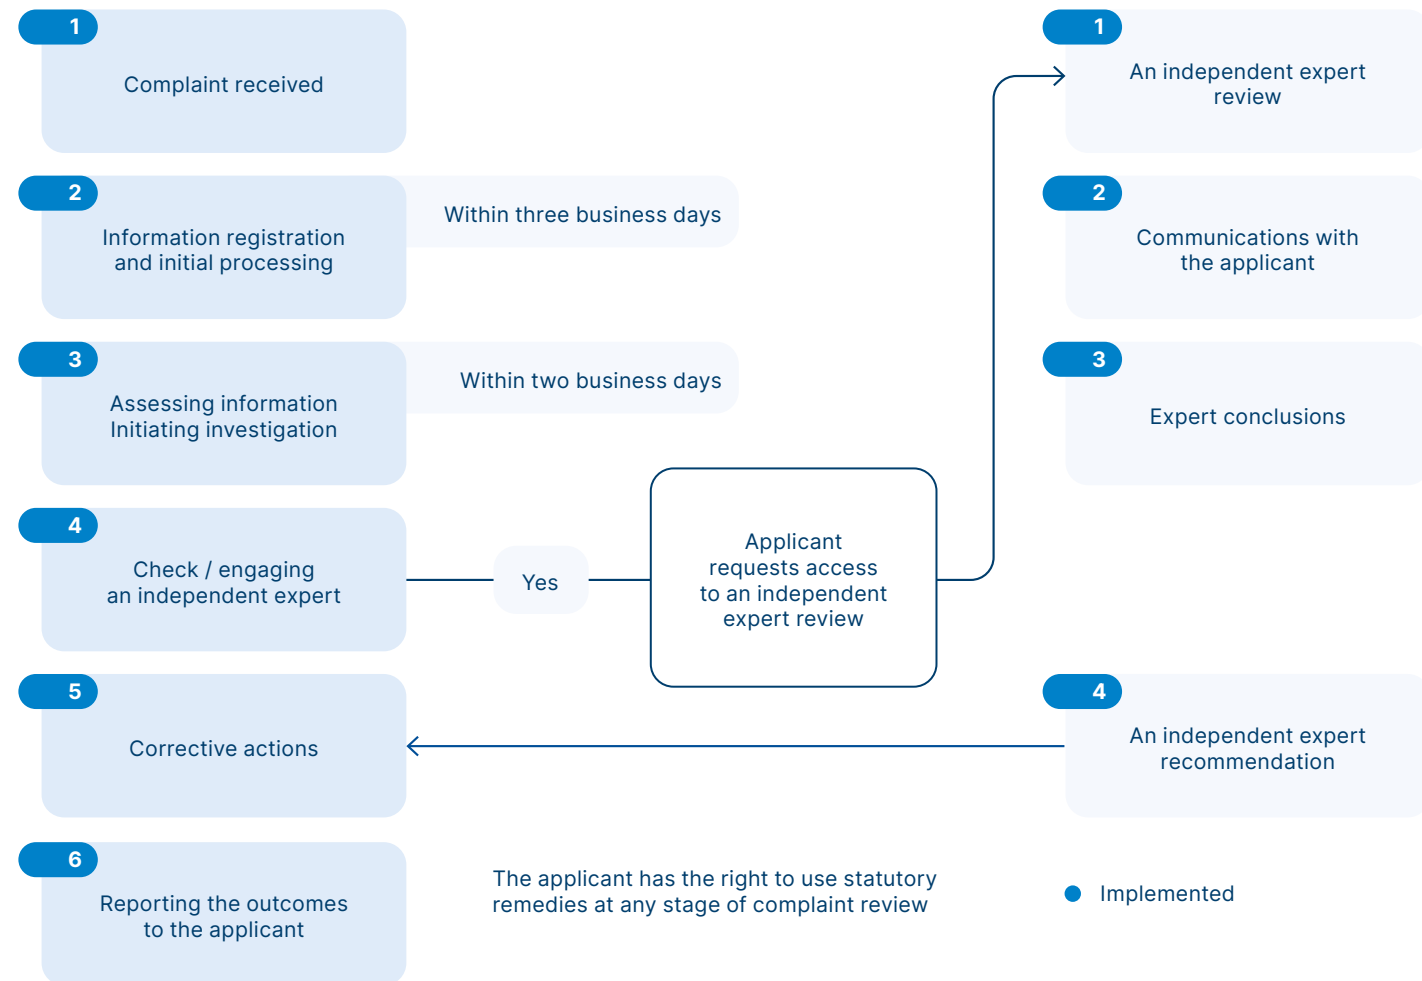 1
Complaint received
2
Information registration
and initial processing
Within three business days
3
Assessing information
Initiating investigation
Within two business days
4
Check / engaging
an independent expert
Yes
Applicant
requests access
to an independent
expert review
5
Corrective actions
6
Reporting the outcomes
to the applicant
1
An independent expert
review
2
Communications with
the applicant
3
Expert conclusions
4
An independent expert
recommendation
The applicant has the right to use statutory
remedies at any stage of complaint review
Implemented